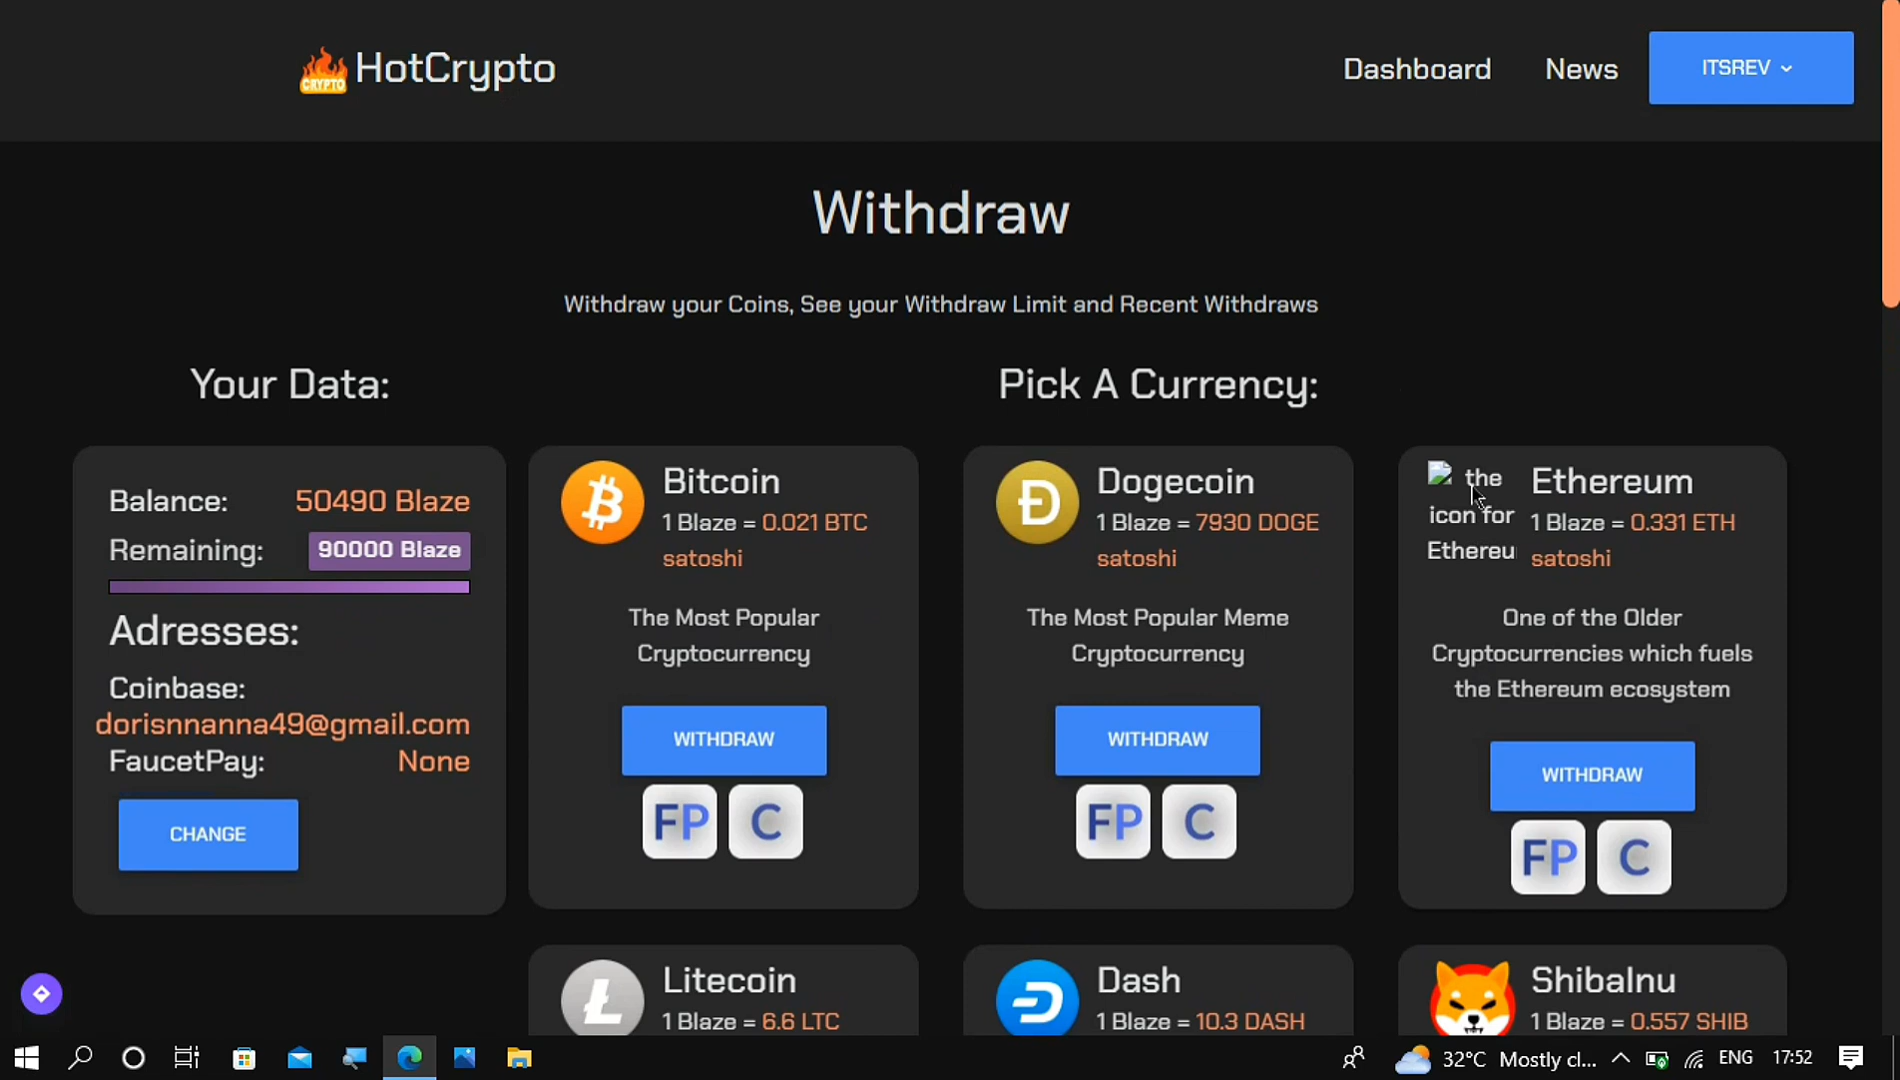 CRYPTO
HotCrypto
Dashboard
News
ITSREV
Withdraw
Withdraw your Coins, See your Withdraw Limit and Recent Withdraws
Your Data:
Pick A Currency:
Balance: 50490 Blaze
Remaining: 90000 Blaze
Adresses:
Coinbase:
dorisnnanna49@gmail.com
FaucetPay: None
CHANGE
Bitcoin
1 Blaze = 0.021 BTC
satoshi
The Most Popular
Cryptocurrency
WITHDRAW
FP C
Dogecoin
1 Blaze = 7930 DOGE
satoshi
The Most Popular Meme
Cryptocurrency
WITHDRAW
FP C
the
icon for
Ethereu
Ethereum
1 Blaze = 0.331 ETH
satoshi
One of the Older
Cryptocurrencies which fuels
the Ethereum ecosystem
WITHDRAW
FP C
Litecoin
1 Blaze = 6.6 LTC
Dash
1 Blaze = 10.3 DASH
ShibaInu
1 Blaze = 0.557 SHIB
32°C Mostly cl... ENG 17:52